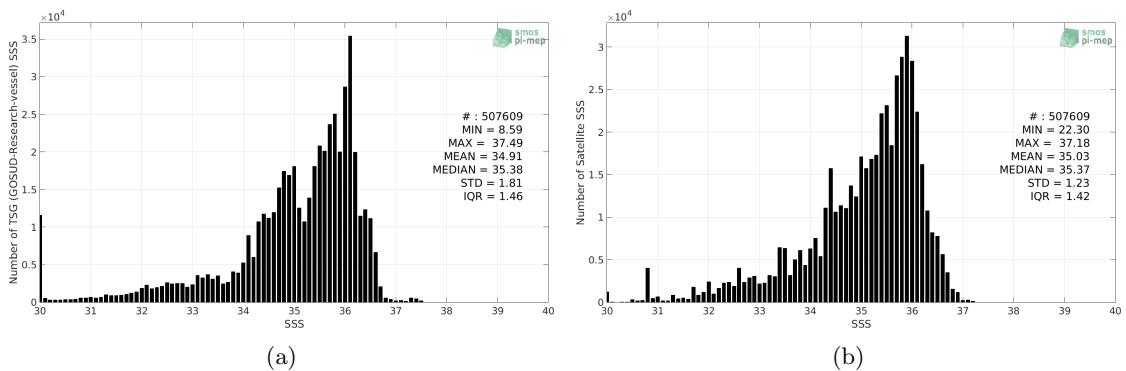 ×10⁴
3.5
3
2.5
2
1.5
1
0.5
0
Number of TSG (GOSUD-Research-vessel) SSS
smos
pi-mep
# : 507609
MIN = 8.59
MAX = 37.49
MEAN = 34.91
MEDIAN = 35.38
STD = 1.81
IQR = 1.46
30 31 32 33 34 35 36 37 38 39 40
SSS
(a)
×10⁴
3
2.5
2
1.5
1
0.5
0
Number of Satellite SSS
smos
pi-mep
# : 507609
MIN = 22.30
MAX = 37.18
MEAN = 35.03
MEDIAN = 35.37
STD = 1.23
IQR = 1.42
30 31 32 33 34 35 36 37 38 39 40
SSS
(b)